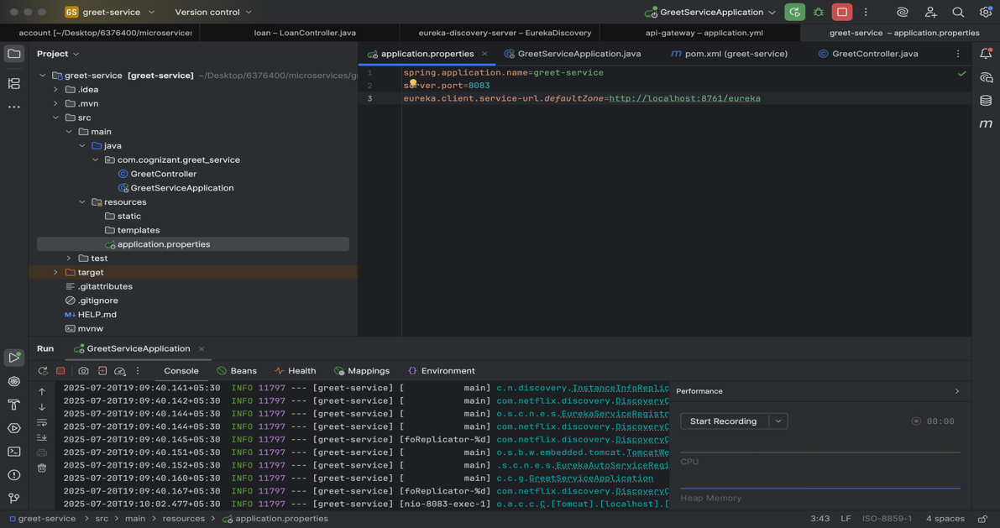 GS greet-service Version control GreetServiceApplication
account [~/Desktop/6376400/microservices loan – LoanController.java eureka-discovery-server – EurekaDiscovery api-gateway – application.yml greet-service – application.properties
Project application.properties GreetServiceApplication.java m pom.xml (greet-service) GreetController.java
greet-service [greet-service] ~/Desktop/6376400/microservices/g
.idea
.mvn
src
main
java
com.cognizant.greet_service
GreetController
GreetServiceApplication
resources
static
templates
application.properties
test
target
.gitattributes
.gitignore
M↓ HELP.md
mvnw
1 spring.application.name=greet-service
2 server.port=8083
3 eureka.client.service-url.defaultZone=http://localhost:8761/eureka
Run GreetServiceApplication
Console Beans Health Mappings Environment
2025-07-20T19:09:40.141+05:30 INFO 11797 --- [greet-service] [ main] c.n.discovery.InstanceInfoReplic
2025-07-20T19:09:40.142+05:30 INFO 11797 --- [greet-service] [ main] com.netflix.discovery.DiscoveryC
2025-07-20T19:09:40.144+05:30 INFO 11797 --- [greet-service] [ main] o.s.c.n.e.s.EurekaServiceRegistr
2025-07-20T19:09:40.144+05:30 INFO 11797 --- [greet-service] [ main] com.netflix.discovery.DiscoveryC
2025-07-20T19:09:40.145+05:30 INFO 11797 --- [greet-service] [foReplicator-%d] com.netflix.discovery.DiscoveryC
2025-07-20T19:09:40.151+05:30 INFO 11797 --- [greet-service] [ main] o.s.b.w.embedded.tomcat.TomcatWe
2025-07-20T19:09:40.152+05:30 INFO 11797 --- [greet-service] [ main] .s.c.n.e.s.EurekaAutoServiceRegi
2025-07-20T19:09:40.160+05:30 INFO 11797 --- [greet-service] [ main] c.c.g.GreetServiceApplication
2025-07-20T19:09:40.167+05:30 INFO 11797 --- [greet-service] [foReplicator-%d] com.netflix.discovery.DiscoveryC
2025-07-20T19:10:02.477+05:30 INFO 11797 --- [greet-service] [nio-8083-exec-1] o.a.c.c.C.[Tomcat].[localhost].[
Performance
Start Recording 00:00
CPU
Heap Memory
greet-service > src > main > resources > application.properties 3:43 LF ISO-8859-1 4 spaces